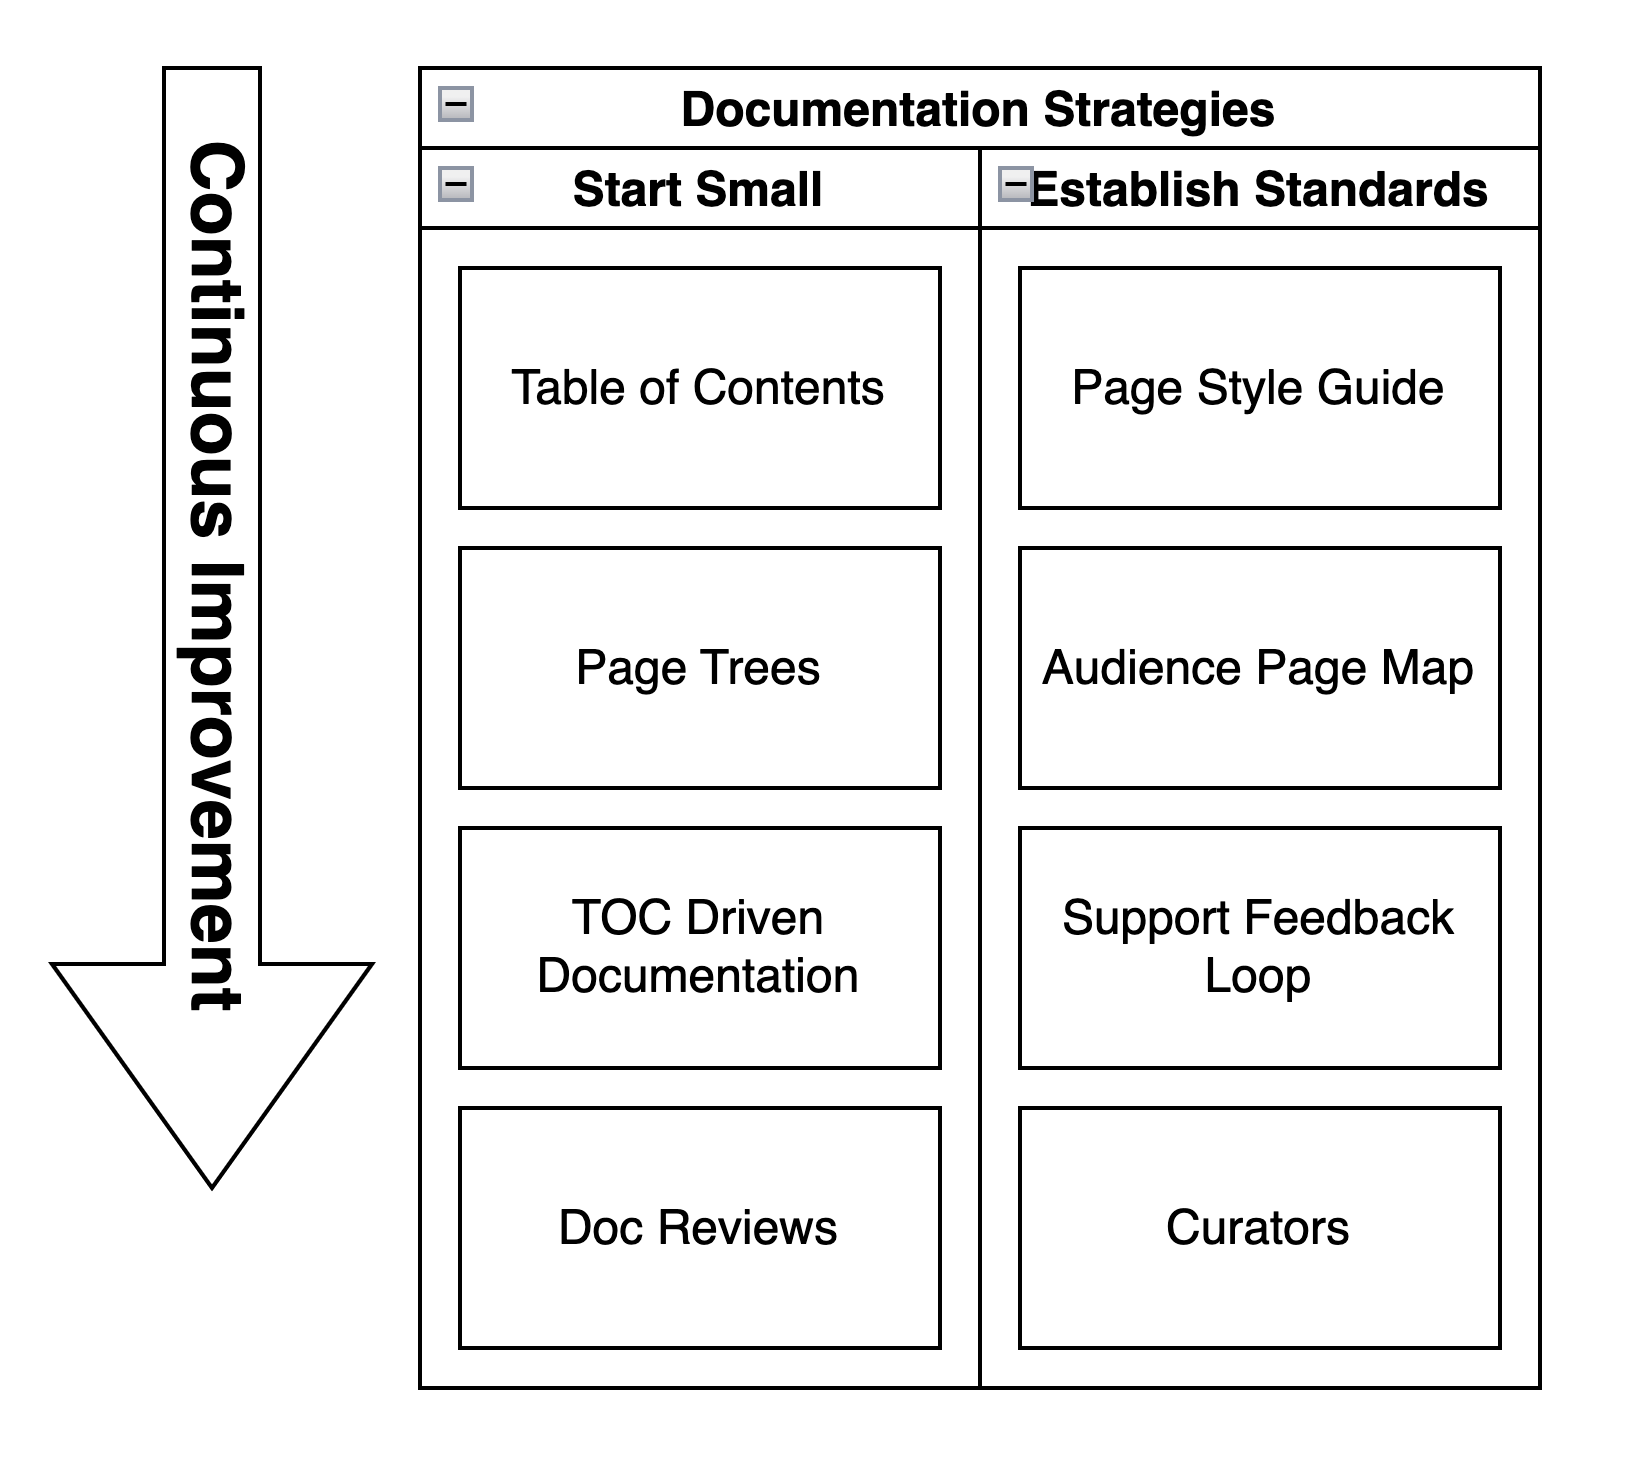 Continuous Improvement
Documentation Strategies
Start Small
Establish Standards
Table of Contents
Page Style Guide
Page Trees
Audience Page Map
TOC Driven
Documentation
Support Feedback
Loop
Doc Reviews
Curators